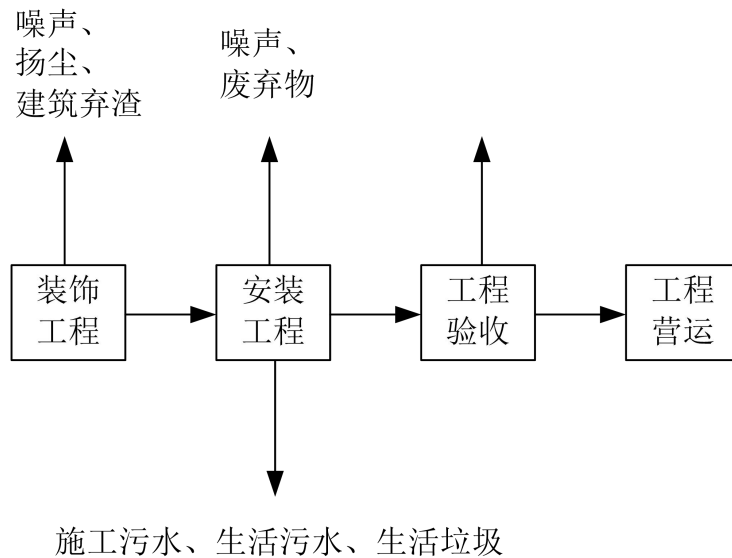 噪声、
扬尘、
建筑弃渣
噪声、
废弃物
装饰
工程
安装
工程
工程
验收
工程
营运
施工污水、生活污水、生活垃圾